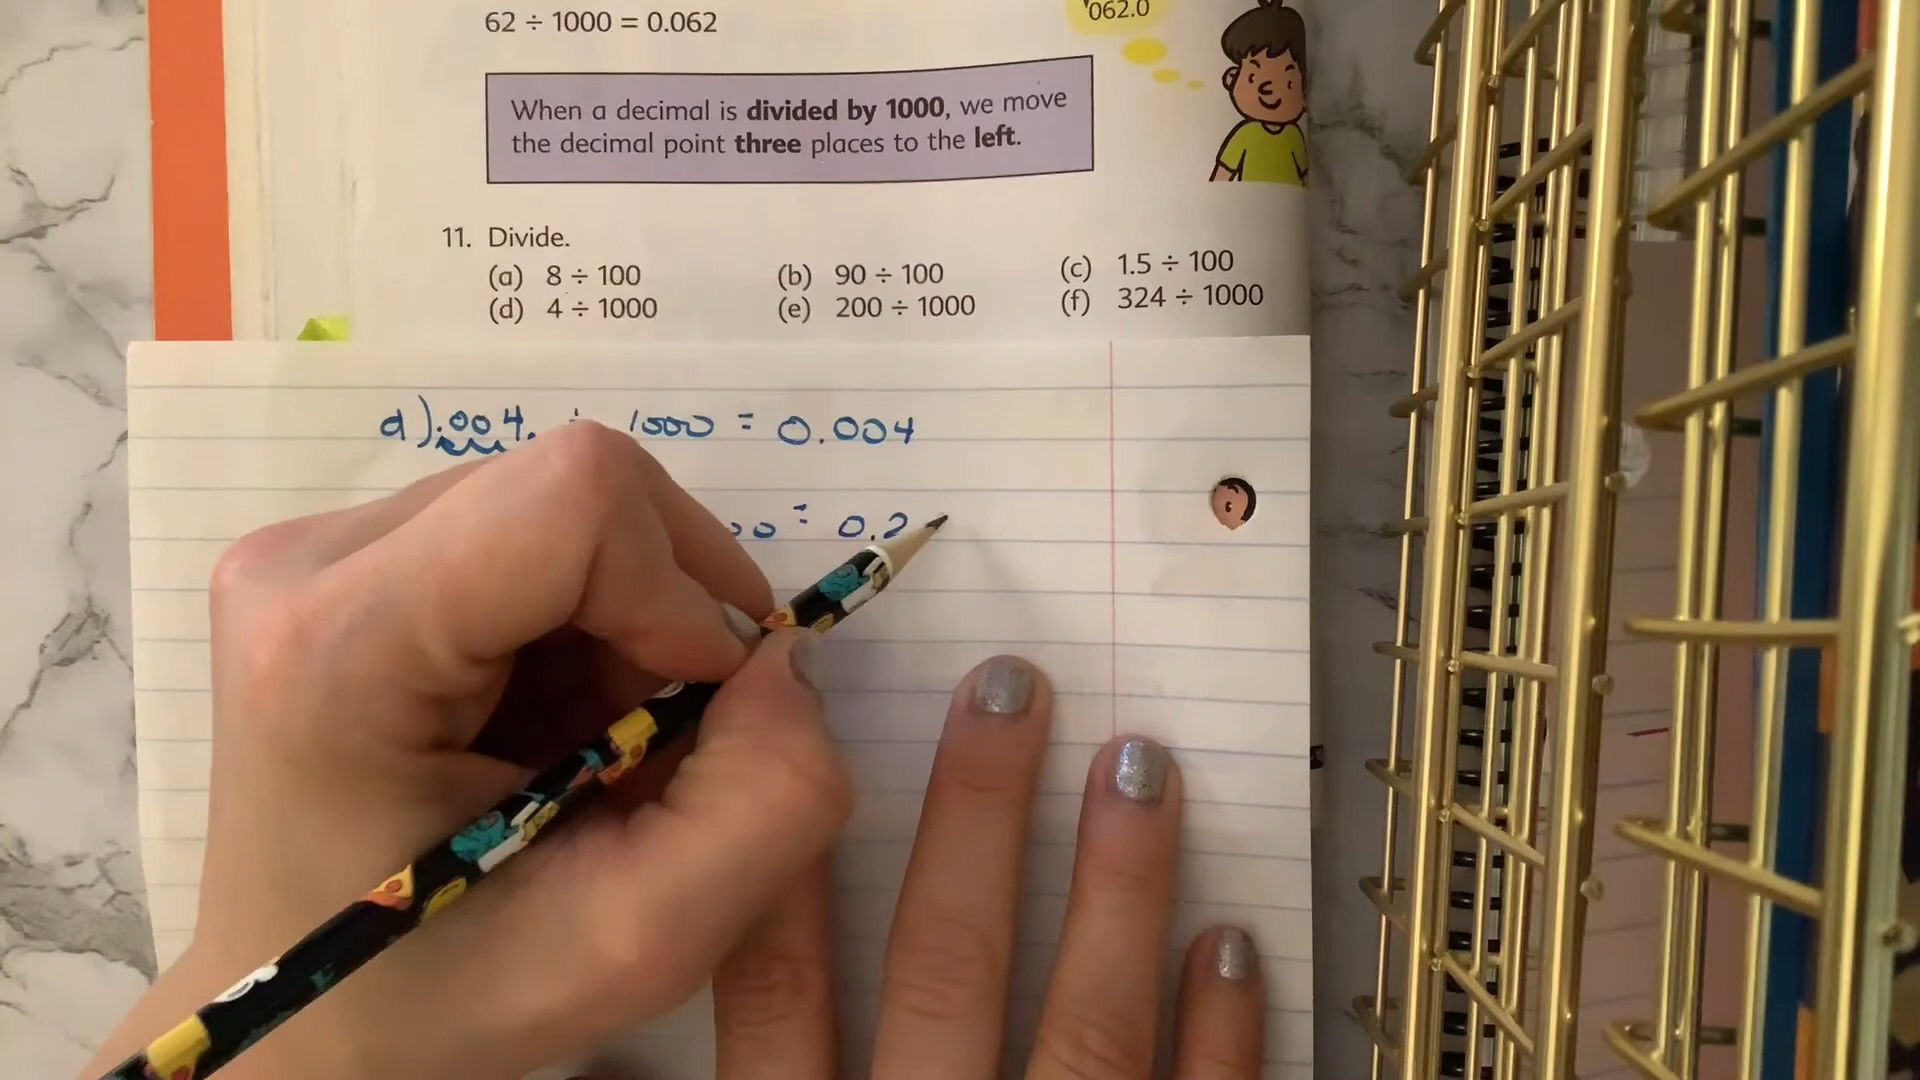 062.0
62 ÷ 1000 = 0.062
When a decimal is divided by 1000, we move
the decimal point three places to the left.
11. Divide.
(a) 8 ÷ 100 (b) 90 ÷ 100 (c) 1.5 ÷ 100
(d) 4 ÷ 1000 (e) 200 ÷ 1000 (f) 324 ÷ 1000
d) .004. ÷ 1000 = 0.004
00 = 0.2